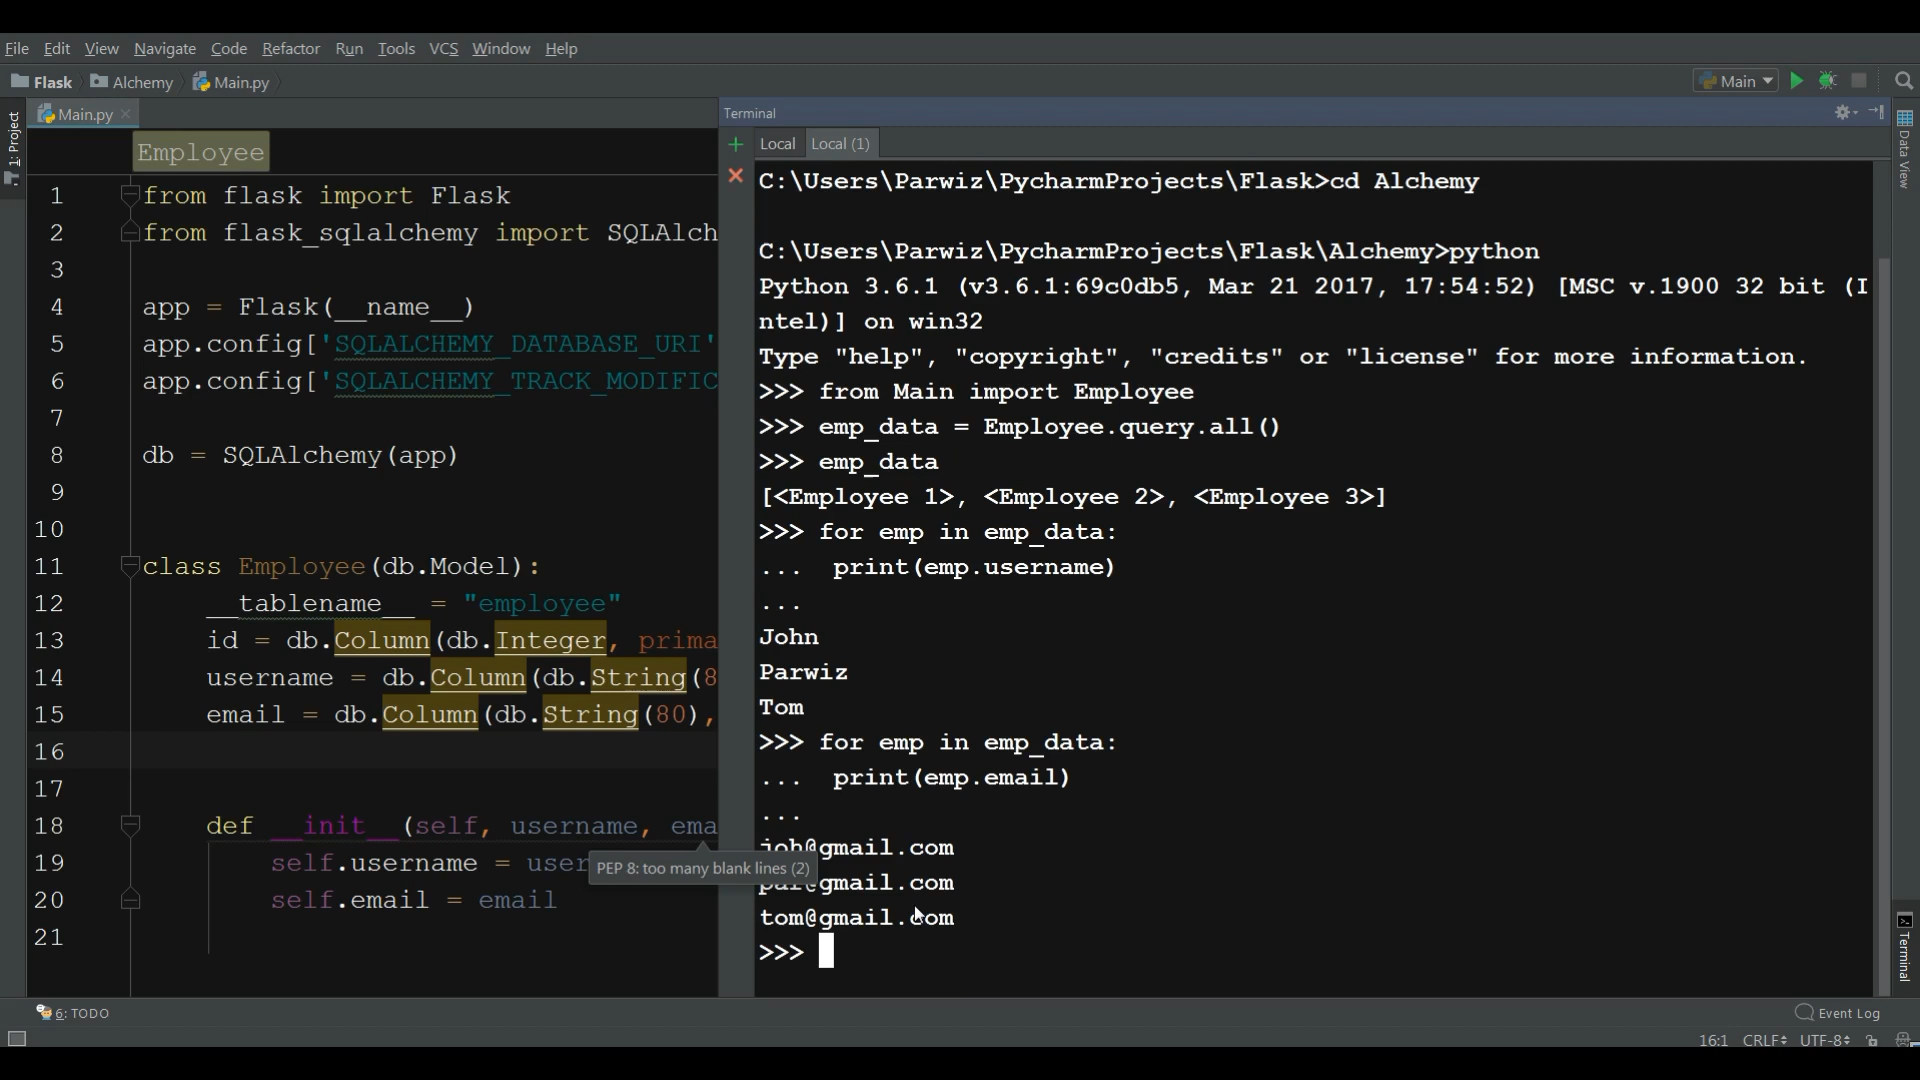 File Edit View Navigate Code Refactor Run Tools VCS Window Help
Flask Alchemy Main.py
Main
1: Project
Main.py
Employee
1 from flask import Flask
2 from flask_sqlalchemy import SQLAlch
3
4 app = Flask(__name__)
5 app.config['SQLALCHEMY_DATABASE_URI'
6 app.config['SQLALCHEMY_TRACK_MODIFIC
7
8 db = SQLAlchemy(app)
9
10
11 class Employee(db.Model):
12 __tablename__ = "employee"
13 id = db.Column(db.Integer, prima
14 username = db.Column(db.String(8
15 email = db.Column(db.String(80),
16
17
18 def __init__(self, username, ema
19 self.username = user
20 self.email = email
21
PEP 8: too many blank lines (2)
Terminal
Local Local (1)
C:\Users\Parwiz\PycharmProjects\Flask>cd Alchemy
C:\Users\Parwiz\PycharmProjects\Flask\Alchemy>python
Python 3.6.1 (v3.6.1:69c0db5, Mar 21 2017, 17:54:52) [MSC v.1900 32 bit (I
ntel)] on win32
Type "help", "copyright", "credits" or "license" for more information.
>>> from Main import Employee
>>> emp_data = Employee.query.all()
>>> emp_data
[<Employee 1>, <Employee 2>, <Employee 3>]
>>> for emp in emp_data:
... print(emp.username)
...
John
Parwiz
Tom
>>> for emp in emp_data:
... print(emp.email)
...
joh@gmail.com
par@gmail.com
tom@gmail.com
>>>
Data View
Terminal
6: TODO
Event Log
16:1 CRLF UTF-8